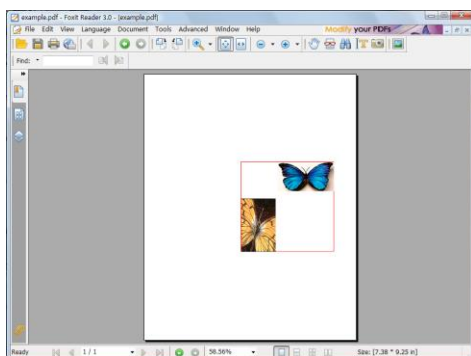 example.pdf - Foxit Reader 3.0 - [example.pdf]
File Edit View Language Document Tools Advanced Window Help Modify your PDFs
Find:
Ready 1 / 1 56.56% Size: [7.38 * 9.25 in]